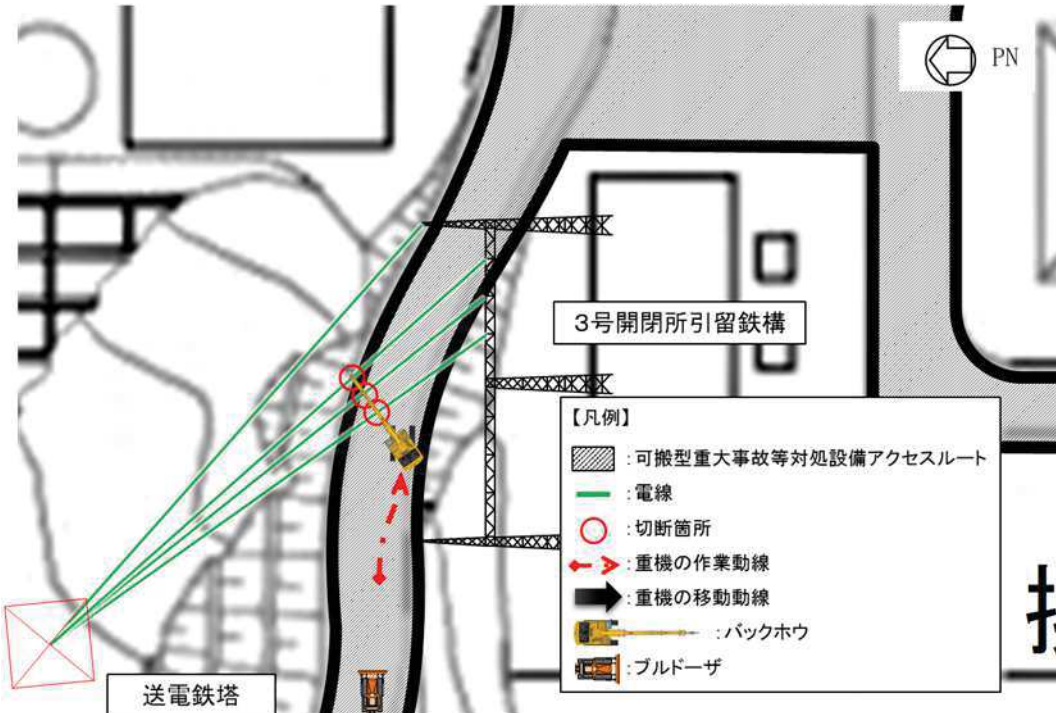 PN
3号開閉所引留鉄構
【凡例】
:可搬型重大事故等対処設備アクセスルート
:電線
:切断箇所
:重機の作業動線
:重機の移動動線
:バックホウ
:ブルドーザ
送電鉄塔